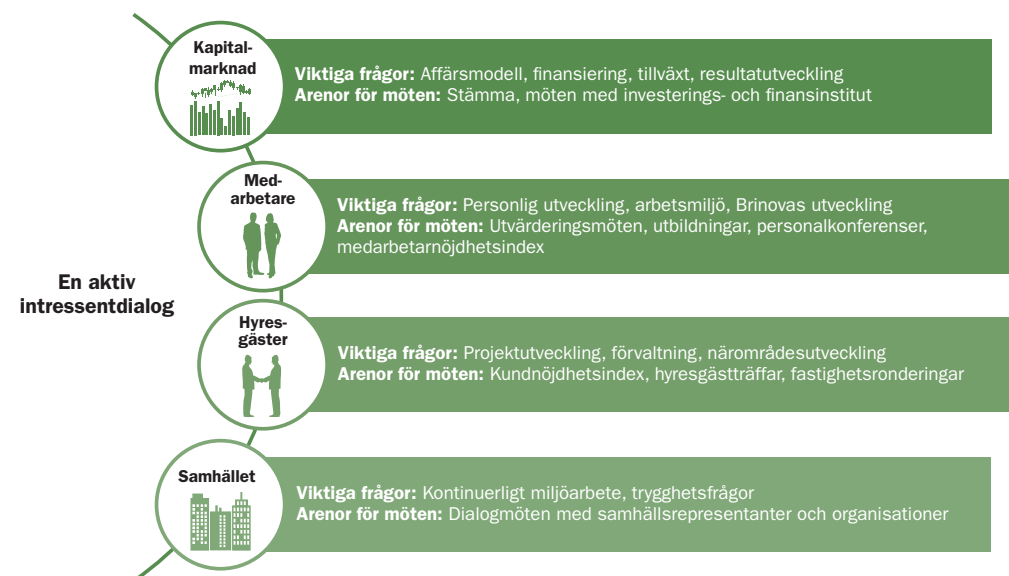 En aktiv
intressentdialog
Kapital-
marknad
Viktiga frågor: Affärsmodell, finansiering, tillväxt, resultatutveckling
Arenor för möten: Stämma, möten med investerings- och finansinstitut
Med-
arbetare
Viktiga frågor: Personlig utveckling, arbetsmiljö, Brinovas utveckling
Arenor för möten: Utvärderingsmöten, utbildningar, personalkonferenser,
medarbetarnöjdhetsindex
Hyres-
gäster
Viktiga frågor: Projektutveckling, förvaltning, närområdesutveckling
Arenor för möten: Kundnöjdhetsindex, hyresgästträffar, fastighetsronderingar
Samhället
Viktiga frågor: Kontinuerligt miljöarbete, trygghetsfrågor
Arenor för möten: Dialogmöten med samhällsrepresentanter och organisationer